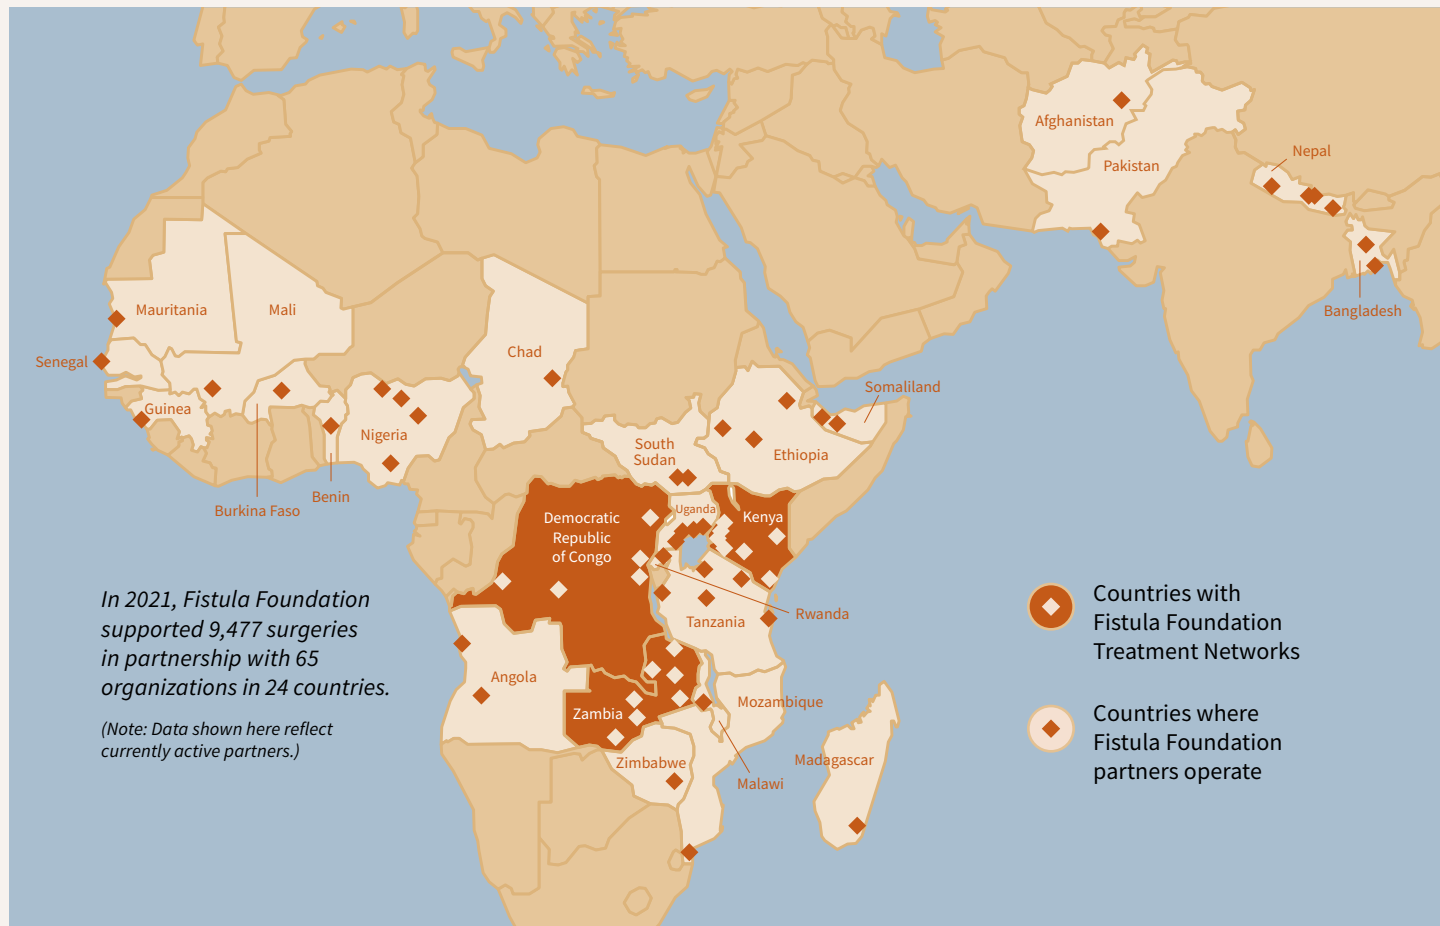 Afghanistan
Nepal
Pakistan
Mauritania
Mali
Bangladesh
Senegal
Chad
Somaliland
Guinea
Nigeria
South
Sudan
Ethiopia
Benin
Burkina Faso
Uganda
Democratic
Republic
of Congo
Kenya
In 2021, Fistula Foundation
supported 9,477 surgeries
in partnership with 65
organizations in 24 countries.
(Note: Data shown here reflect
currently active partners.)
Rwanda
Tanzania
Angola
Zambia
Mozambique
Zimbabwe
Malawi
Madagascar
Countries with
Fistula Foundation
Treatment Networks
Countries where
Fistula Foundation
partners operate